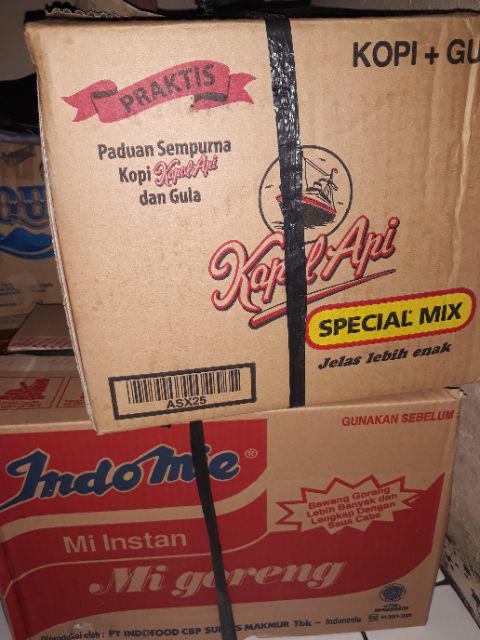 KOPI + GU
PRAKTIS
Paduan Sempurna
Kopi Kapal Api
dan Gula
Kapal Api
SPECIAL MIX
Jelas lebih enak
ASX25
GUNAKAN SEBELUM :
Indomie®
Bawang Goreng
Lebih Banyak dan
Lengkap Dengan
Saus Cabe
Mi Instan
Mi goreng
Diproduksi oleh : PT INDOFOOD CBP SUKSES MAKMUR Tbk - Indonesia